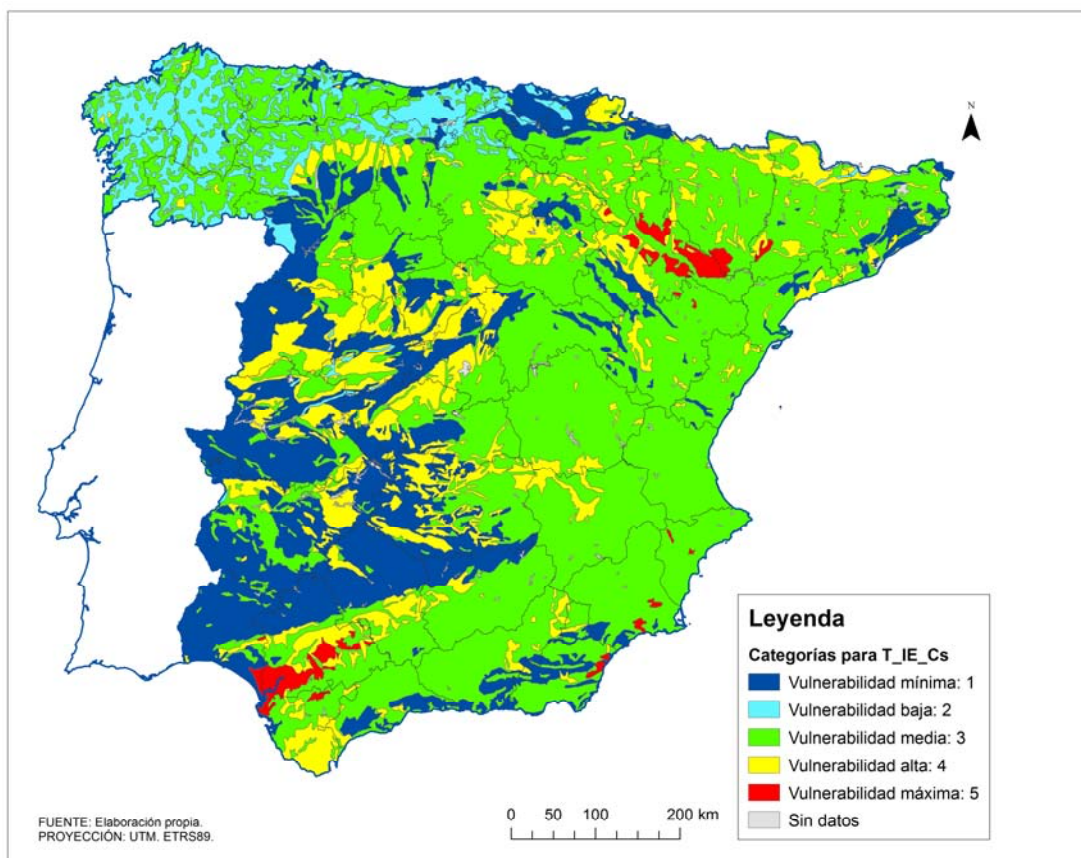 N
Leyenda
Categorías para T_IE_Cs
Vulnerabilidad mínima: 1
Vulnerabilidad baja: 2
Vulnerabilidad media: 3
Vulnerabilidad alta: 4
Vulnerabilidad máxima: 5
Sin datos
0 50 100 200 km
FUENTE: Elaboración propia.
PROYECCIÓN: UTM. ETRS89.